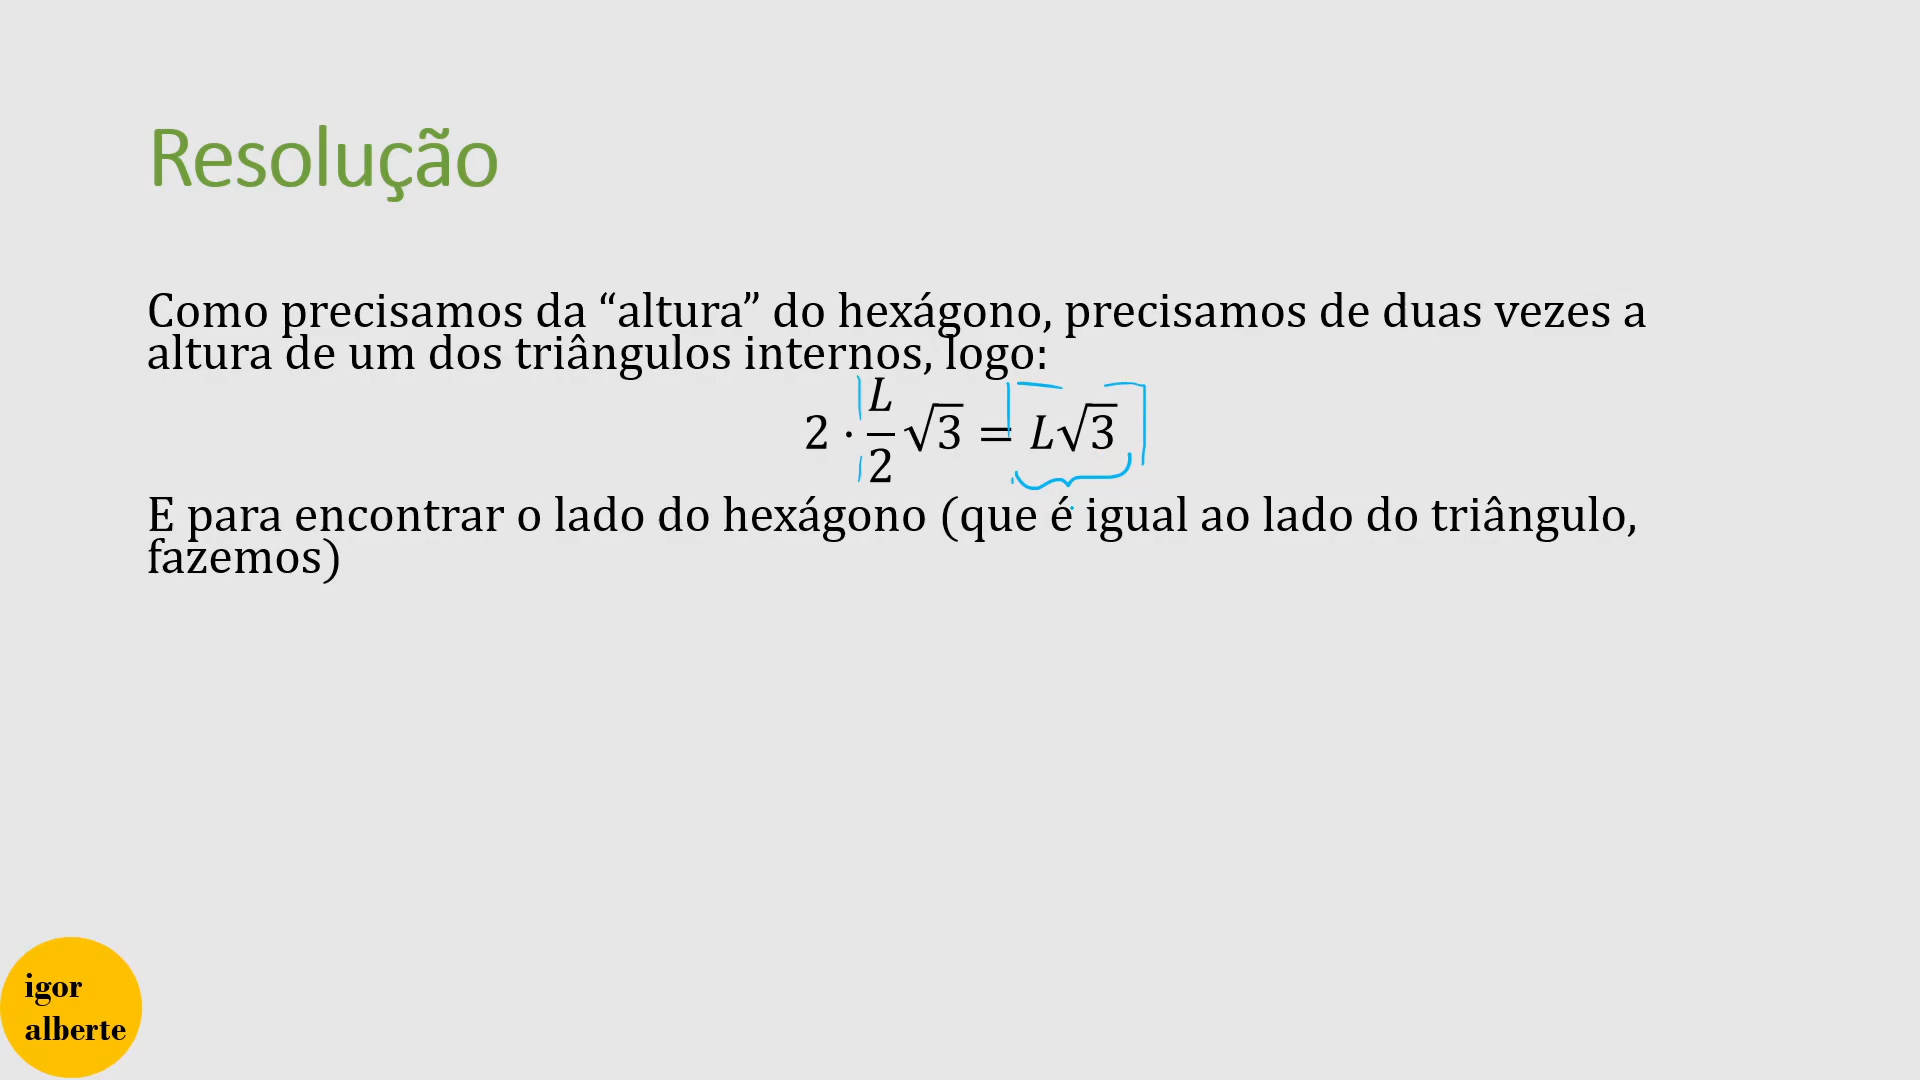 Resolução
Como precisamos da “altura” do hexágono, precisamos de duas vezes a
altura de um dos triângulos internos, logo:
2 · L/2 √3 = L√3
E para encontrar o lado do hexágono (que é igual ao lado do triângulo,
fazemos)
igor
alberte